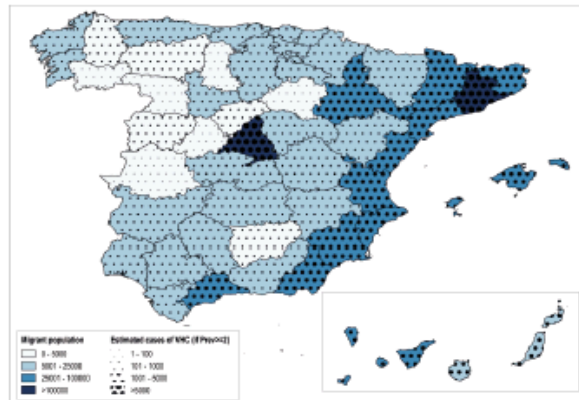 Migrant population
0 - 5000
5001 - 25000
25001 - 100000
>100000
Estimated cases of VHC (if Prev>=2)
1 - 100
101 - 1000
1001 - 5000
>5000